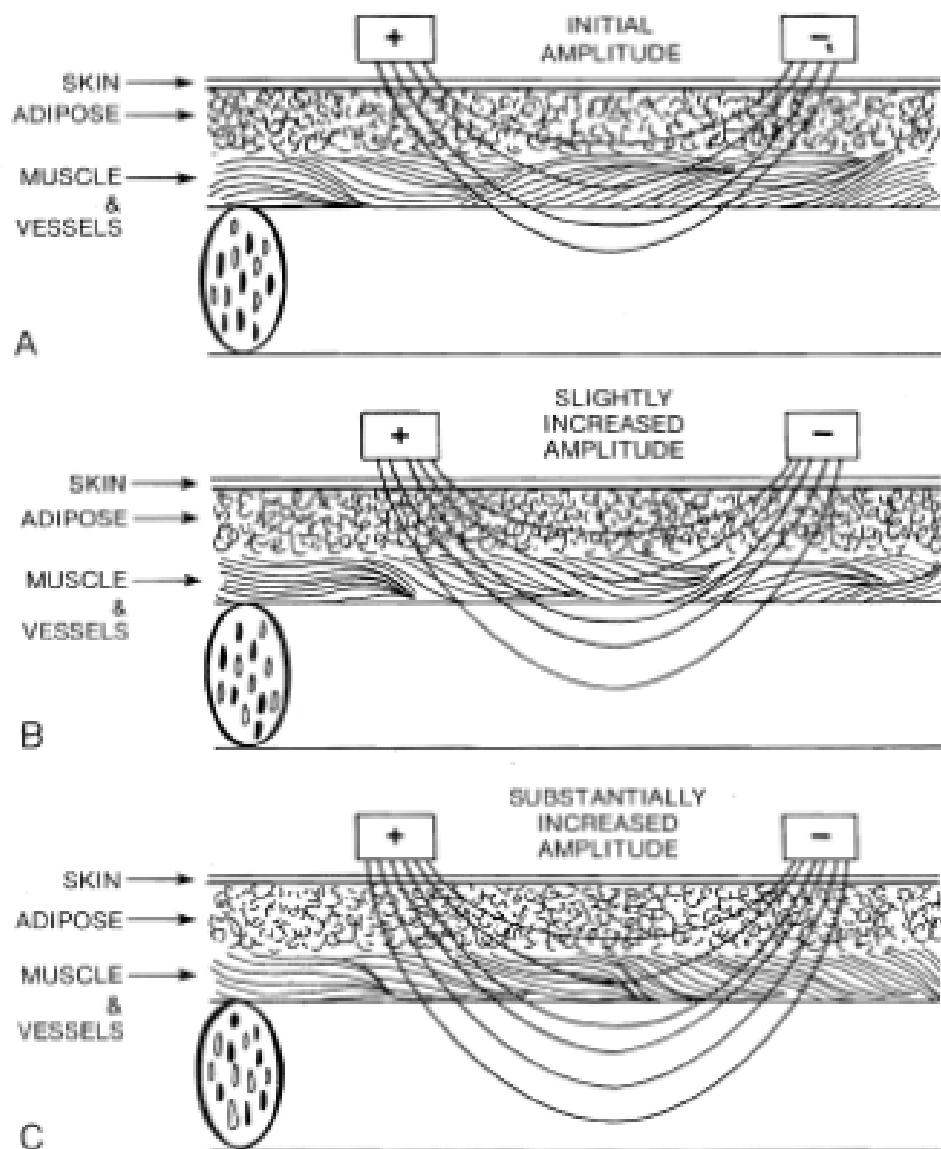 +
INITIAL
AMPLITUDE
−
SKIN
ADIPOSE
MUSCLE
&
VESSELS
A
+
SLIGHTLY
INCREASED
AMPLITUDE
−
SKIN
ADIPOSE
MUSCLE
&
VESSELS
B
+
SUBSTANTIALLY
INCREASED
AMPLITUDE
−
SKIN
ADIPOSE
MUSCLE
&
VESSELS
C